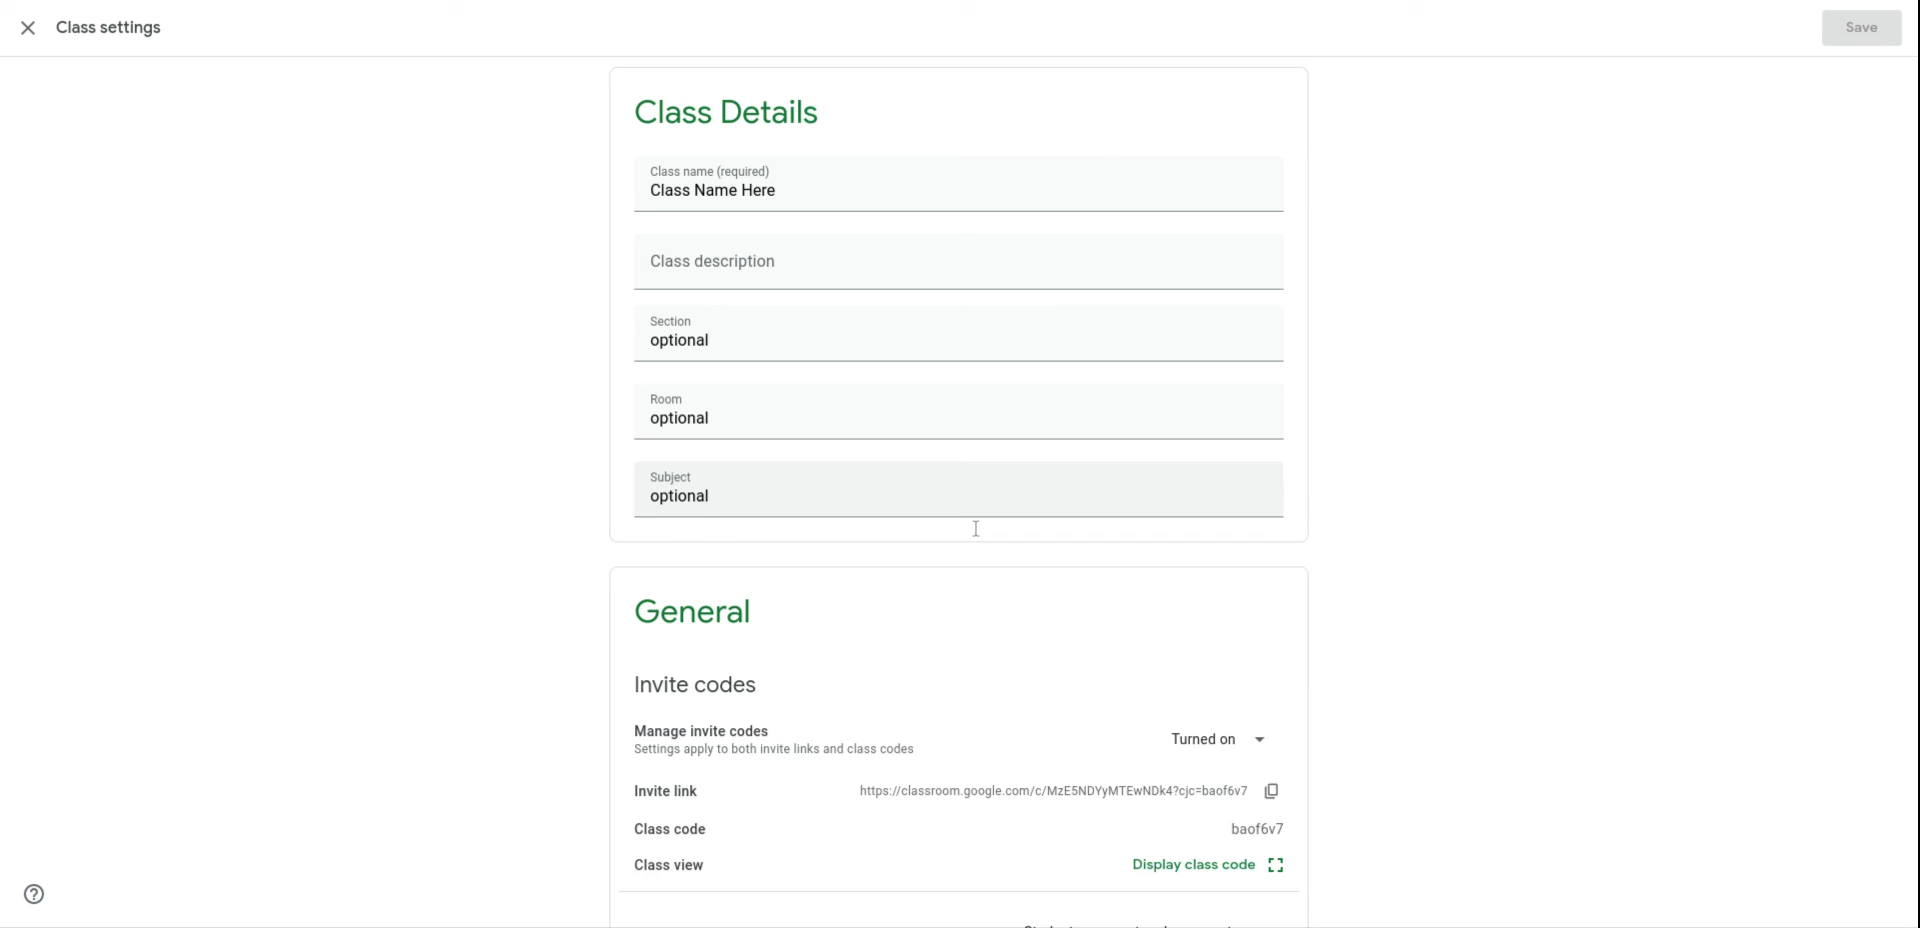 Class settings
Save
Class Details
Class name (required)
Class Name Here
Class description
Section
optional
Room
optional
Subject
optional
General
Invite codes
Manage invite codes
Settings apply to both invite links and class codes
Turned on
Invite link
https://classroom.google.com/c/MzE5NDYyMTEwNDk4?cjc=baof6v7
Class code
baof6v7
Class view
Display class code